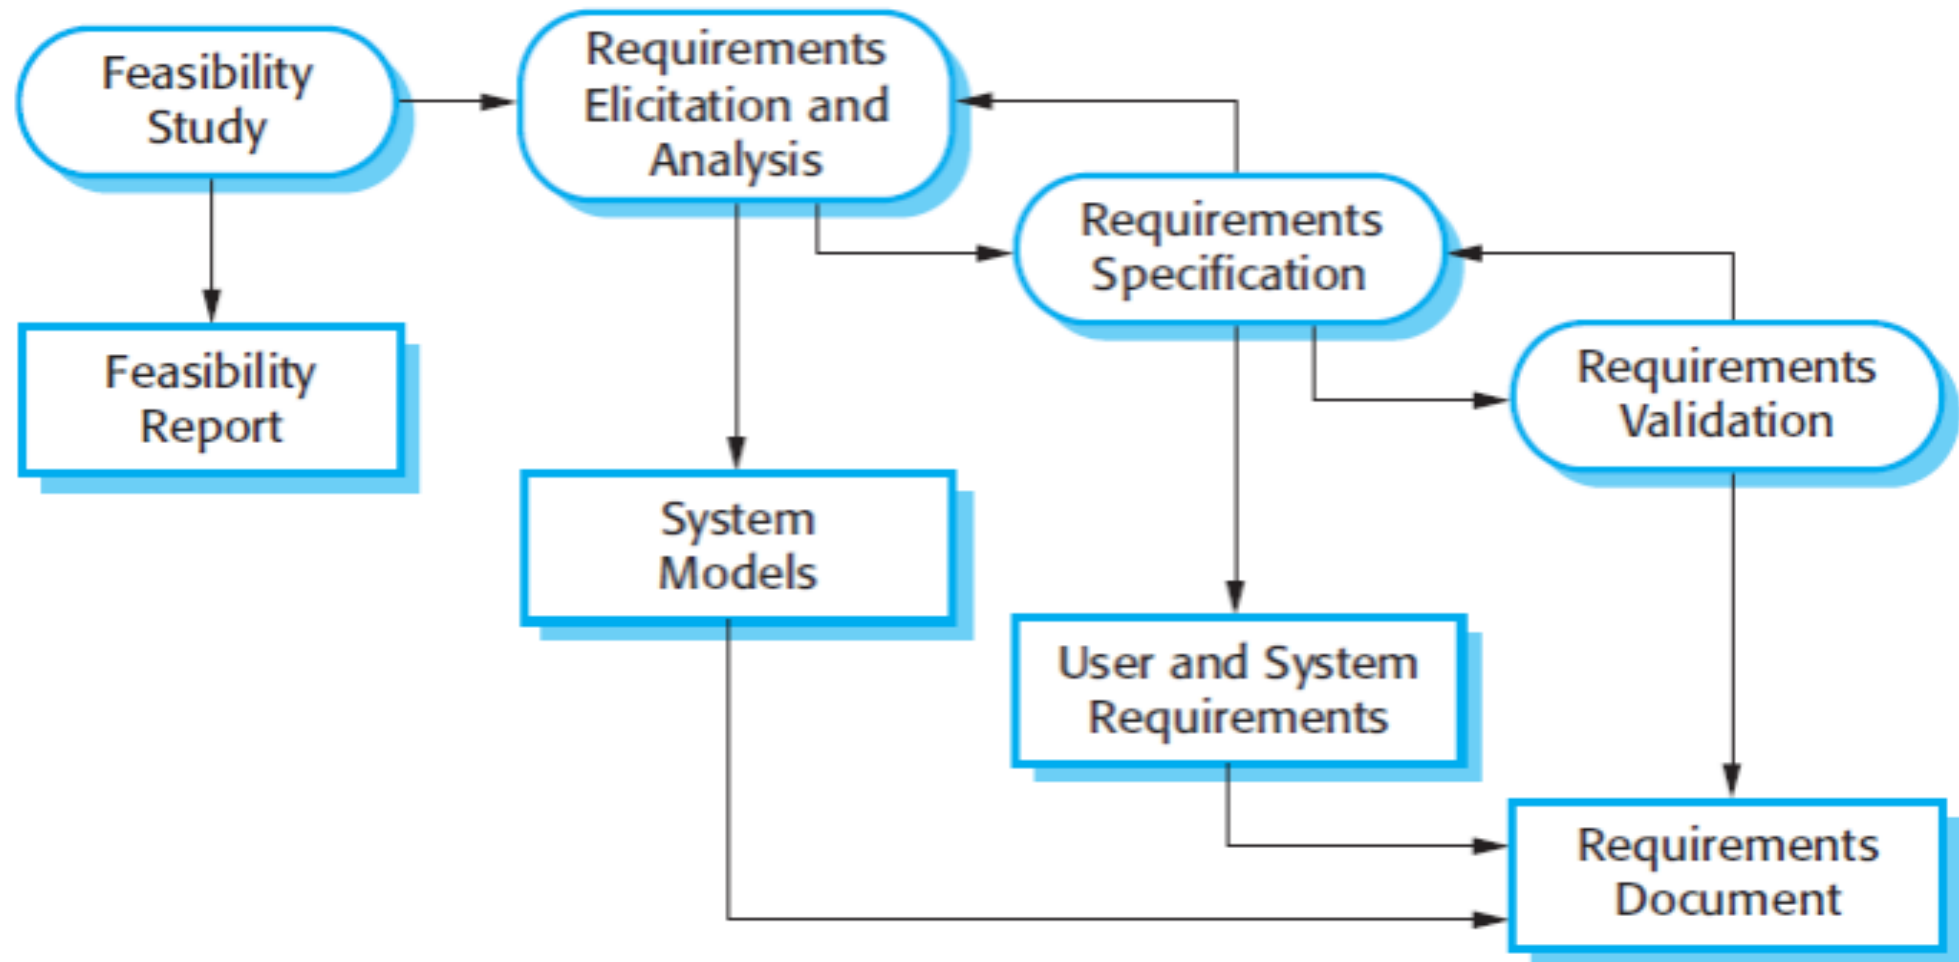 Feasibility
Study
Requirements
Elicitation and
Analysis
Requirements
Specification
Requirements
Validation
Feasibility
Report
System
Models
User and System
Requirements
Requirements
Document